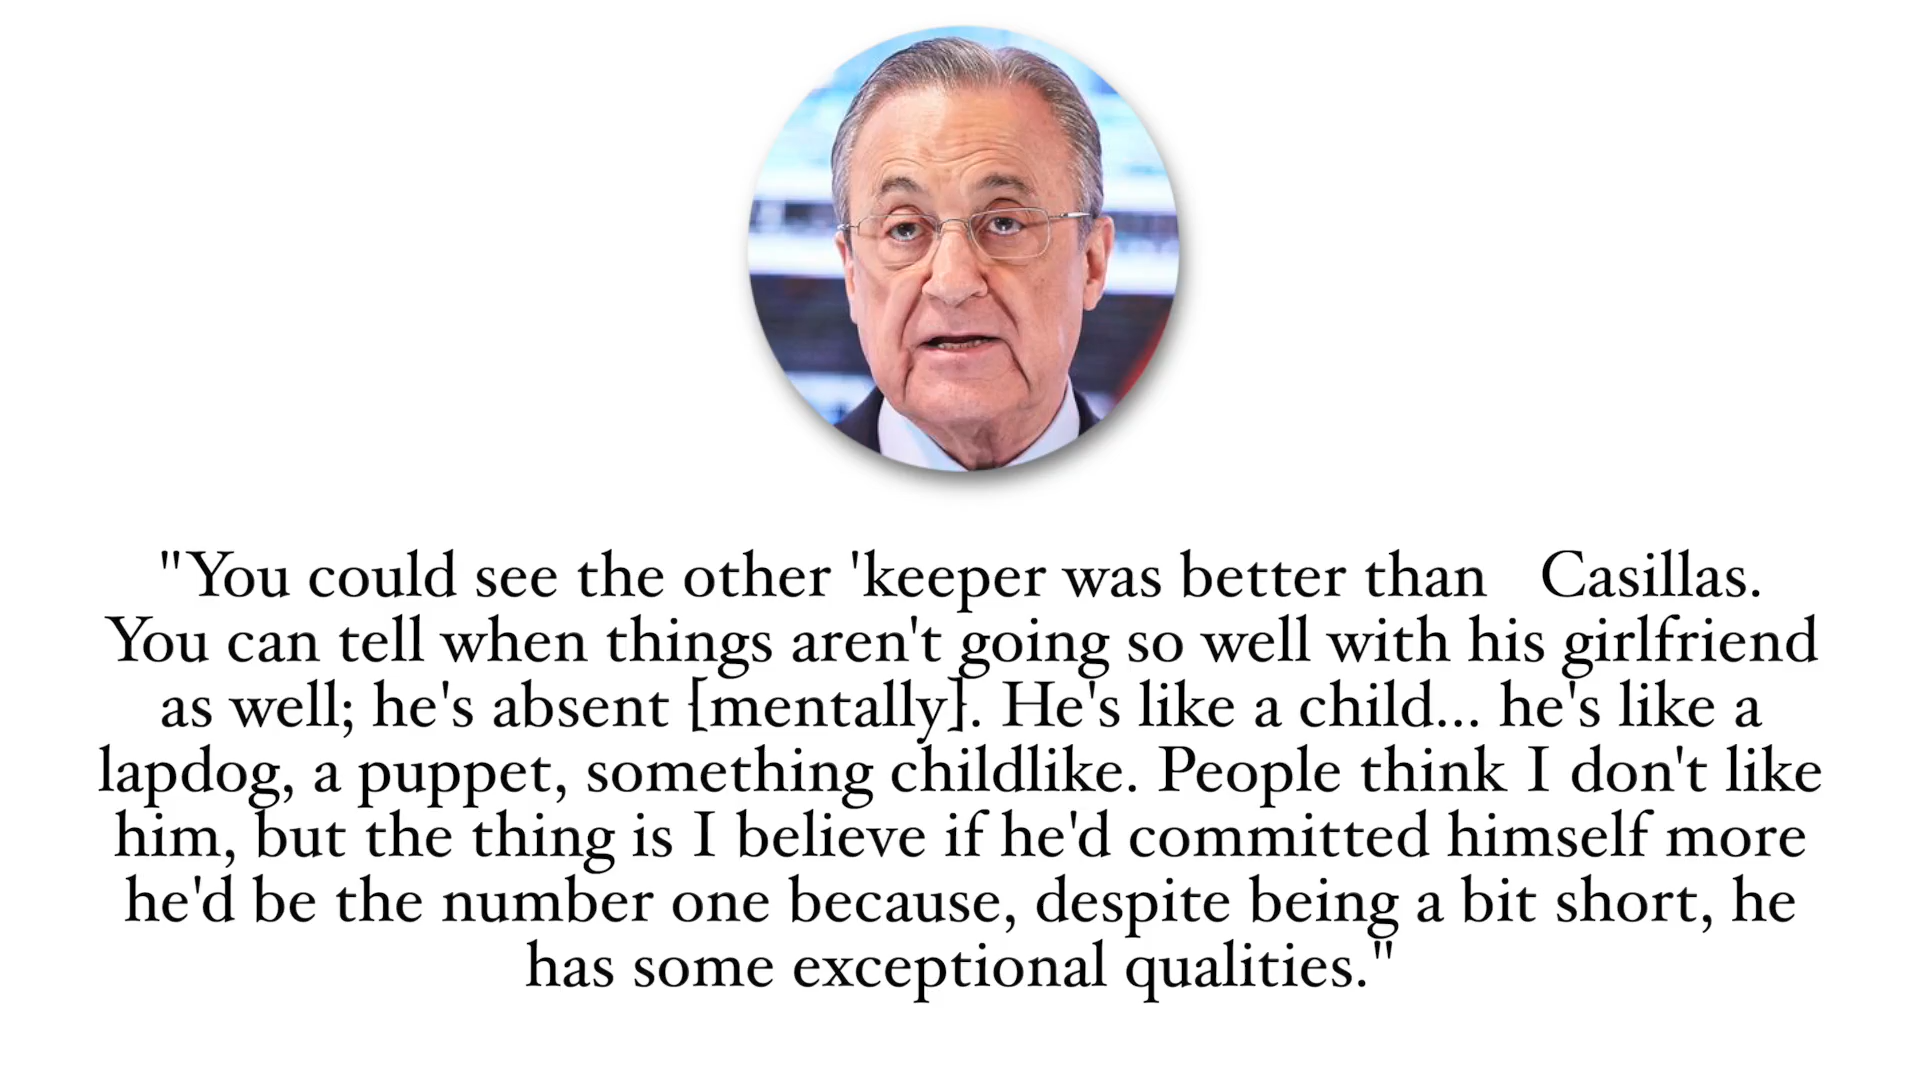 "You could see the other 'keeper was better than Casillas.
You can tell when things aren't going so well with his girlfriend
as well; he's absent [mentally]. He's like a child... he's like a
lapdog, a puppet, something childlike. People think I don't like
him, but the thing is I believe if he'd committed himself more
he'd be the number one because, despite being a bit short, he
has some exceptional qualities."